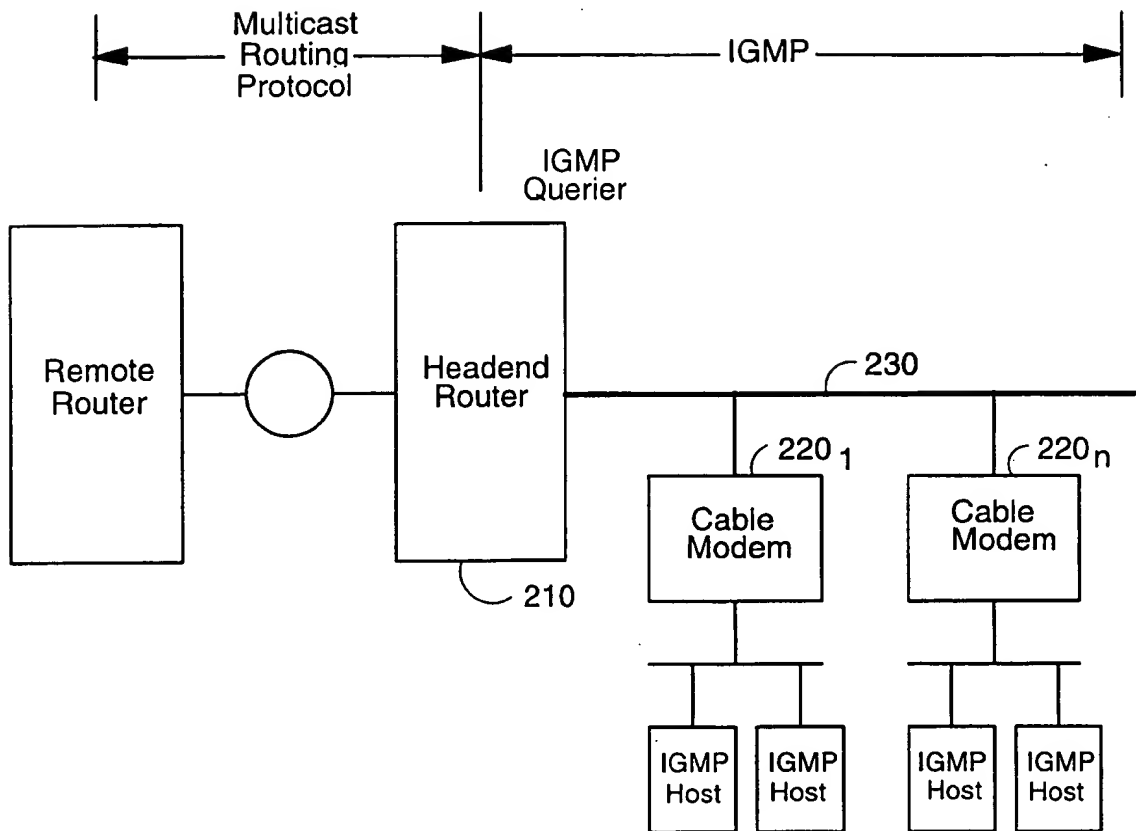 Multicast
Routing
Protocol
IGMP
IGMP
Querier
Remote
Router
Headend
Router
230
220 1
220 n
Cable
Modem
Cable
Modem
210
IGMP
Host
IGMP
Host
IGMP
Host
IGMP
Host